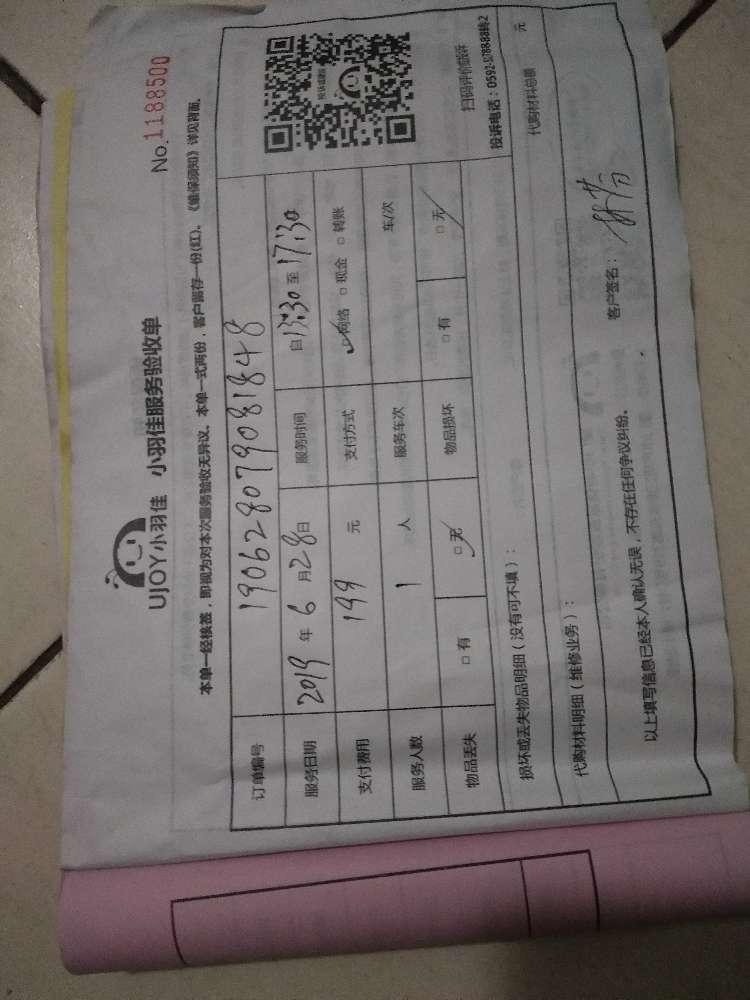 UJOY小羽佳 小羽佳服务验收单
No.1188500
本单一经核签，即视为对本次服务验收无异议。本单一式两份，客户留存一份(红)。《维保须知》详见背面。
订单编号 19062807908 1848
服务日期 2019 年 6 月 28 日 服务时间 自 13:30 至 17:30
支付费用 199 元 支付方式 ☑网络 □现金 □转账
服务人数 1 人 服务车次 车/次
物品丢失 □有 ☑无 物品损坏 □有 ☑无
扫码评价/投诉
损坏或丢失物品明细（没有可不填）：
代购材料明细（维修业务）：
代购材料总额 元
以上填写信息已经本人确认无误，不存在任何争议纠纷。
客户签名：